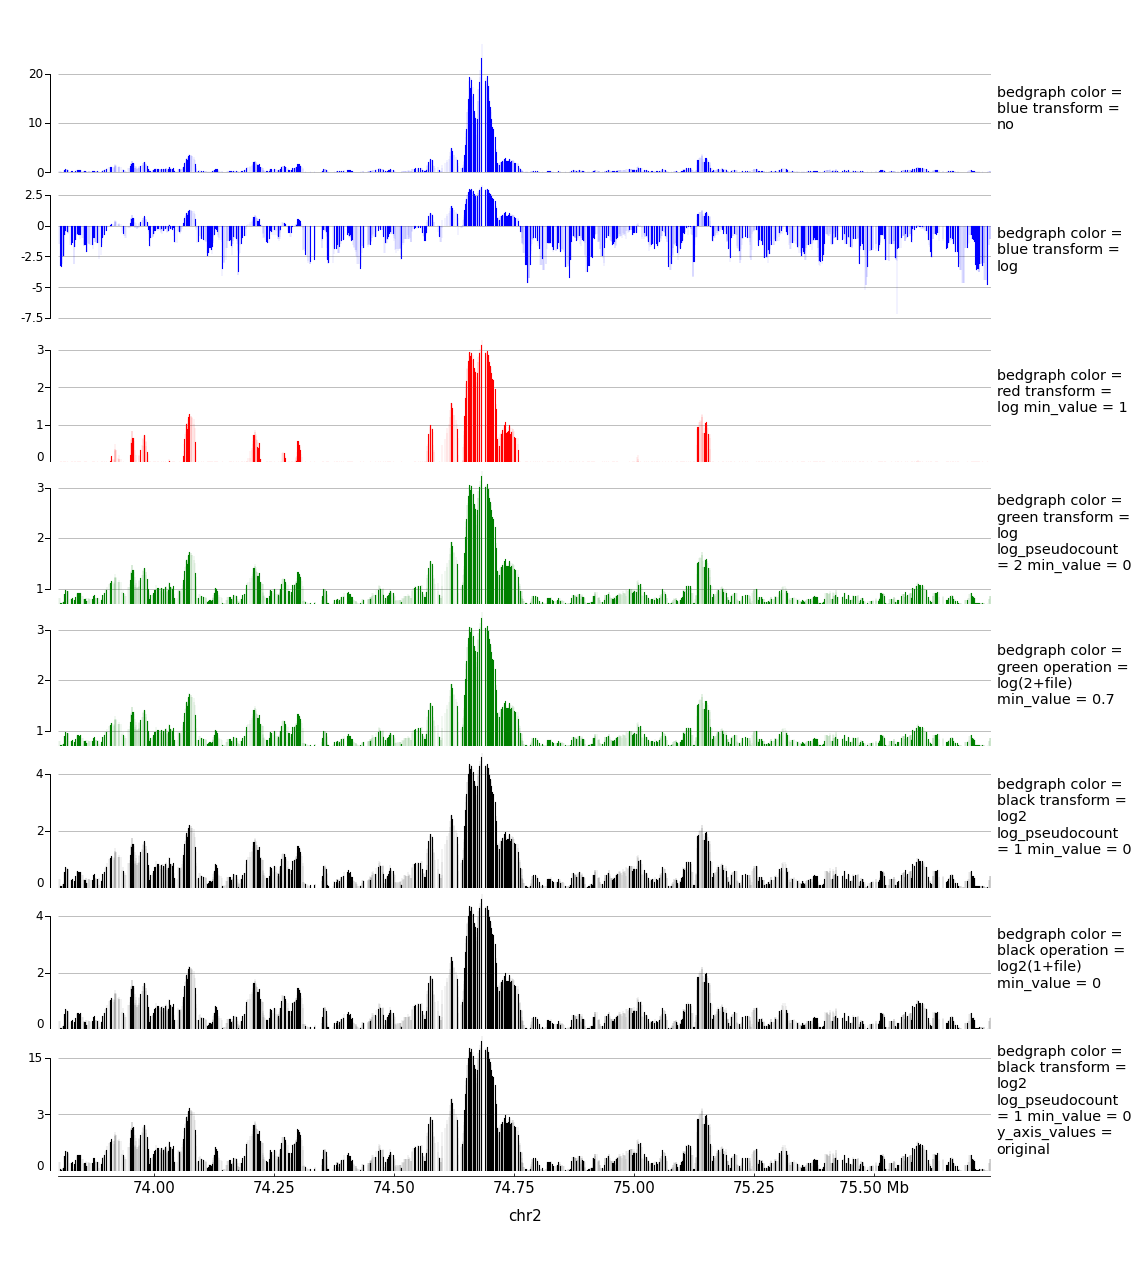 20
10
0
bedgraph color =
blue transform =
no
2.5
0
-2.5
-5
-7.5
bedgraph color =
blue transform =
log
3
2
1
0
bedgraph color =
red transform =
log min_value = 1
3
2
1
bedgraph color =
green transform =
log
log_pseudocount
= 2 min_value = 0
3
2
1
bedgraph color =
green operation =
log(2+file)
min_value = 0.7
4
2
0
bedgraph color =
black transform =
log2
log_pseudocount
= 1 min_value = 0
4
2
0
bedgraph color =
black operation =
log2(1+file)
min_value = 0
15
3
0
bedgraph color =
black transform =
log2
log_pseudocount
= 1 min_value = 0
y_axis_values =
original
74.00 74.25 74.50 74.75 75.00 75.25 75.50 Mb
chr2